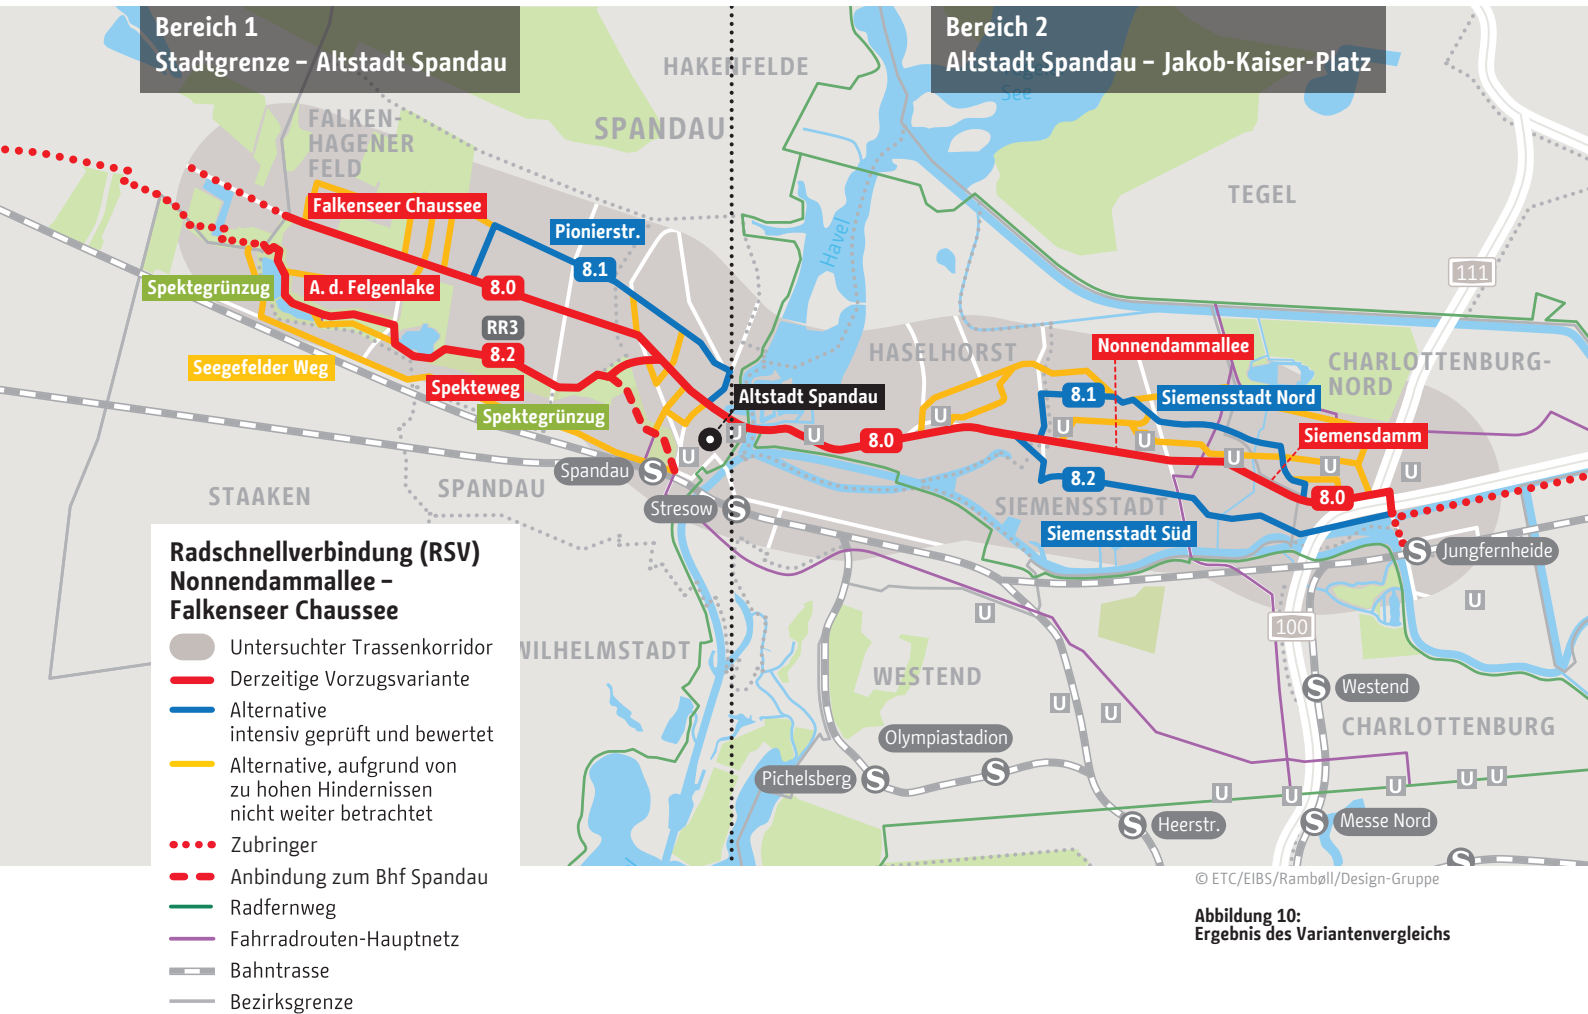 Bereich 1
Stadtgrenze – Altstadt Spandau
Bereich 2
Altstadt Spandau – Jakob-Kaiser-Platz
HAKENFELDE
See
FALKEN-
HAGENER
FELD
SPANDAU
TEGEL
Falkenseer Chaussee
Pionierstr.
8.1
Havel
111
Spektegrünzug
A. d. Felgenlake
8.0
RR3
8.2
Seegefelder Weg
Spekteweg
Spektegrünzug
HASELHORST
Nonnendammallee
CHARLOTTENBURG-
NORD
Altstadt Spandau
8.1
Siemensstadt Nord
Siemensdamm
U
U
8.0
U
U
U
U
U
U
U
Spandau
S
STAAKEN
SPANDAU
Stresow
S
8.2
SIEMENSSTADT
8.0
Siemensstadt Süd
S
Jungfernheide
U
U
100
WILHELMSTADT
WESTEND
S
Westend
U
U
CHARLOTTENBURG
Olympiastadion
Pichelsberg
S
S
U
U
U
U
U
S
Heerstr.
S
Messe Nord
S
Radschnellverbindung (RSV)
Nonnendammallee –
Falkenseer Chaussee
Untersuchter Trassenkorridor
Derzeitige Vorzugsvariante
Alternative
intensiv geprüft und bewertet
Alternative, aufgrund von
zu hohen Hindernissen
nicht weiter betrachtet
Zubringer
Anbindung zum Bhf Spandau
Radfernweg
Fahrradrouten-Hauptnetz
Bahntrasse
Bezirksgrenze
© ETC/EIBS/Rambøll/Design-Gruppe
Abbildung 10:
Ergebnis des Variantenvergleichs